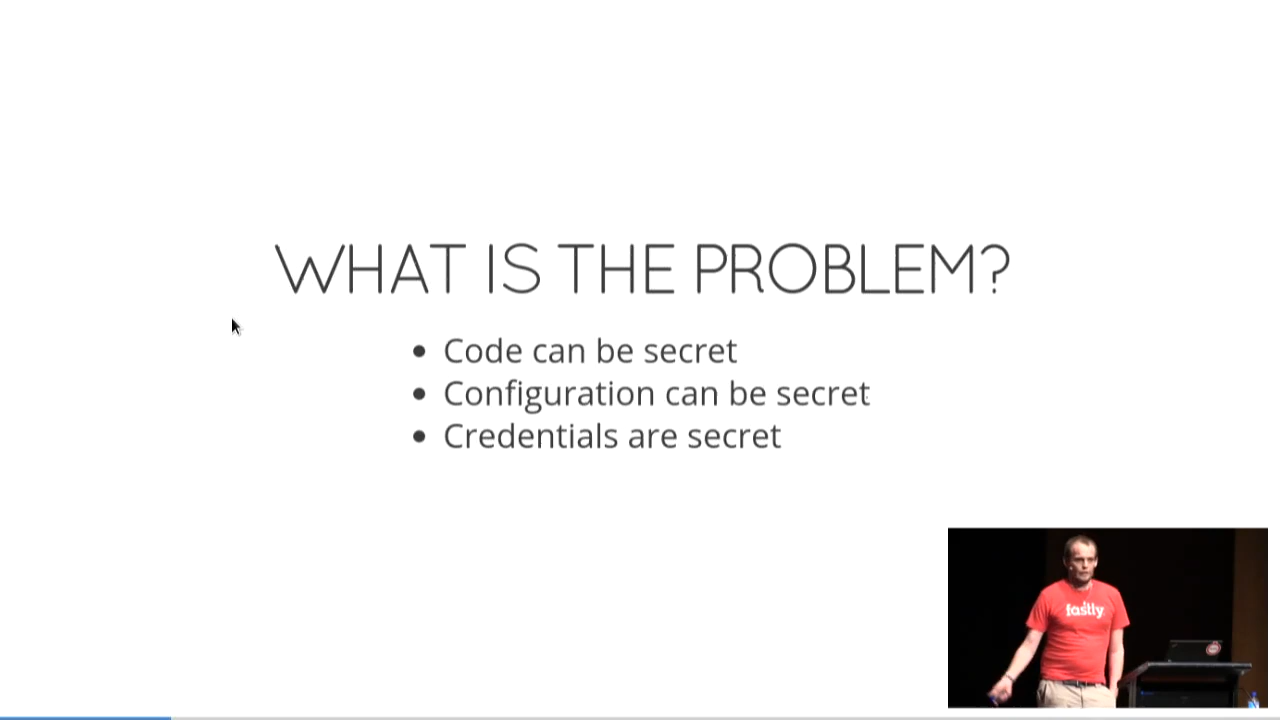 WHAT IS THE PROBLEM?
Code can be secret
Configuration can be secret
Credentials are secret
fastly